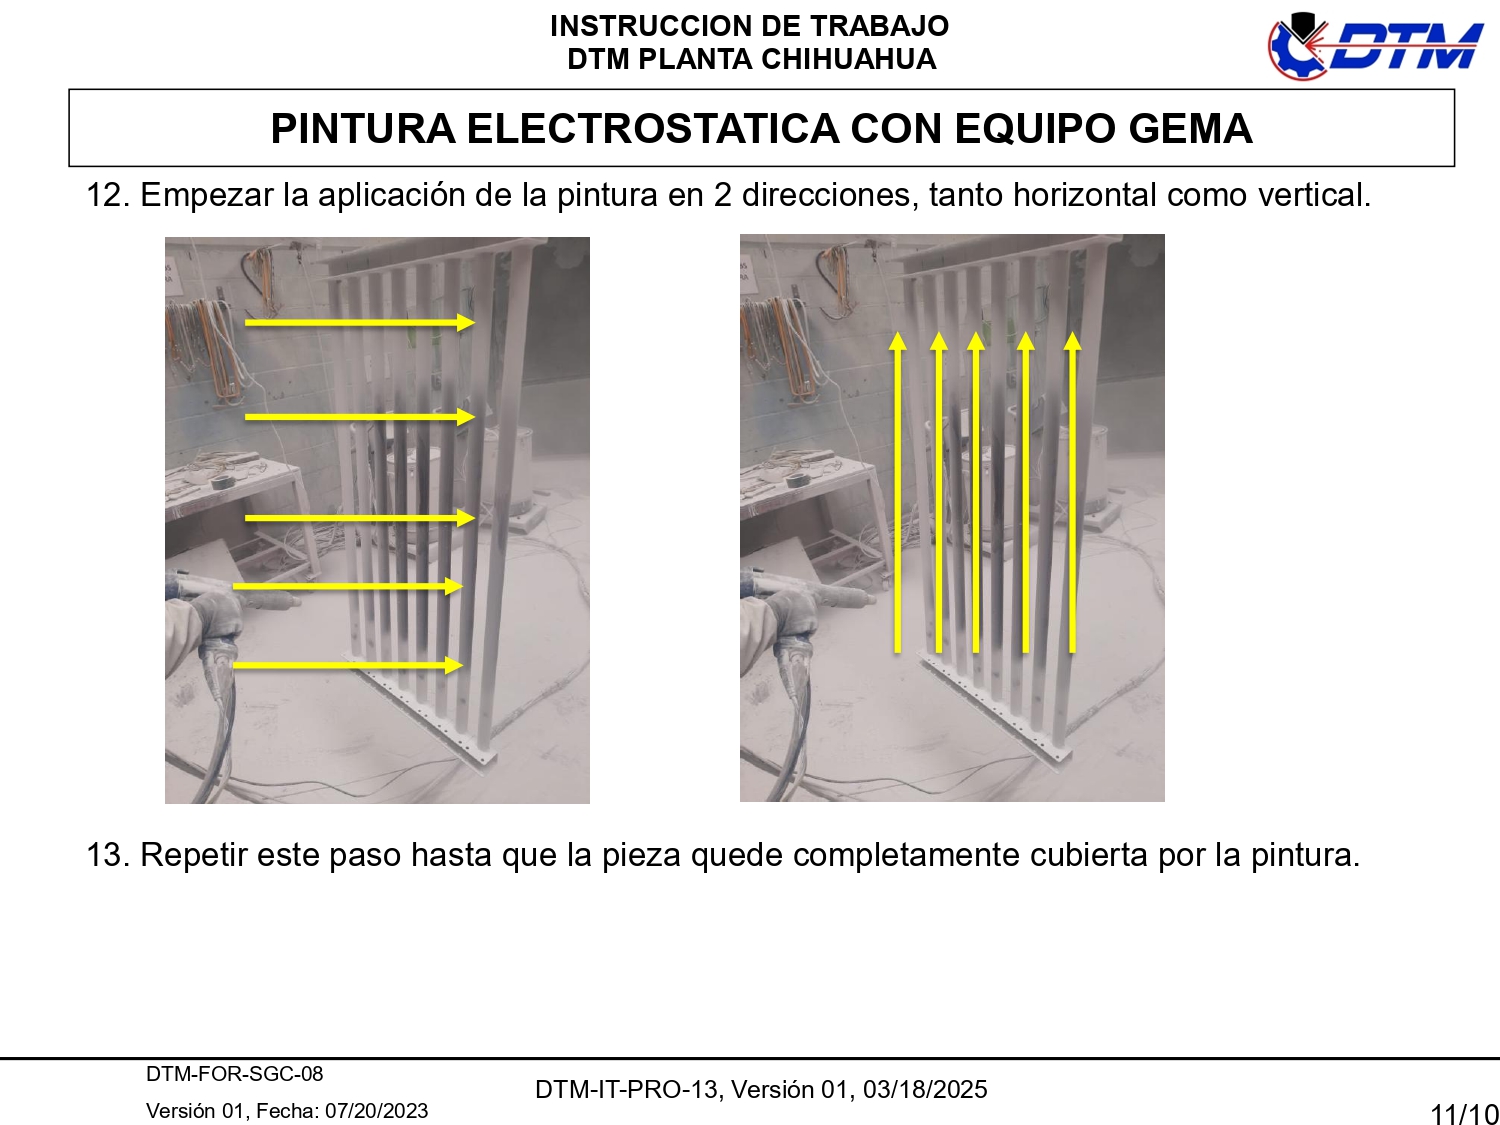 INSTRUCCION DE TRABAJO
DTM PLANTA CHIHUAHUA
DTM
PINTURA ELECTROSTATICA CON EQUIPO GEMA
12. Empezar la aplicación de la pintura en 2 direcciones, tanto horizontal como vertical.
13. Repetir este paso hasta que la pieza quede completamente cubierta por la pintura.
DTM-FOR-SGC-08
DTM-IT-PRO-13, Versión 01, 03/18/2025
Versión 01, Fecha: 07/20/2023
11/10